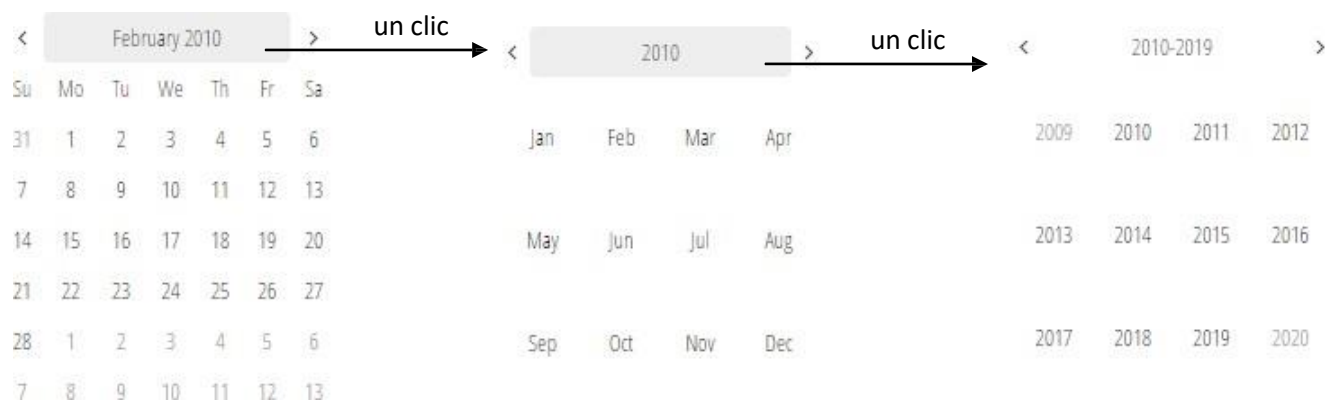 < February 2010 >
un clic
Su Mo Tu We Th Fr Sa
31 1 2 3 4 5 6
7 8 9 10 11 12 13
14 15 16 17 18 19 20
21 22 23 24 25 26 27
28 1 2 3 4 5 6
7 8 9 10 11 12 13
< 2010 >
un clic
Jan Feb Mar Apr
May Jun Jul Aug
Sep Oct Nov Dec
< 2010-2019 >
2009 2010 2011 2012
2013 2014 2015 2016
2017 2018 2019 2020